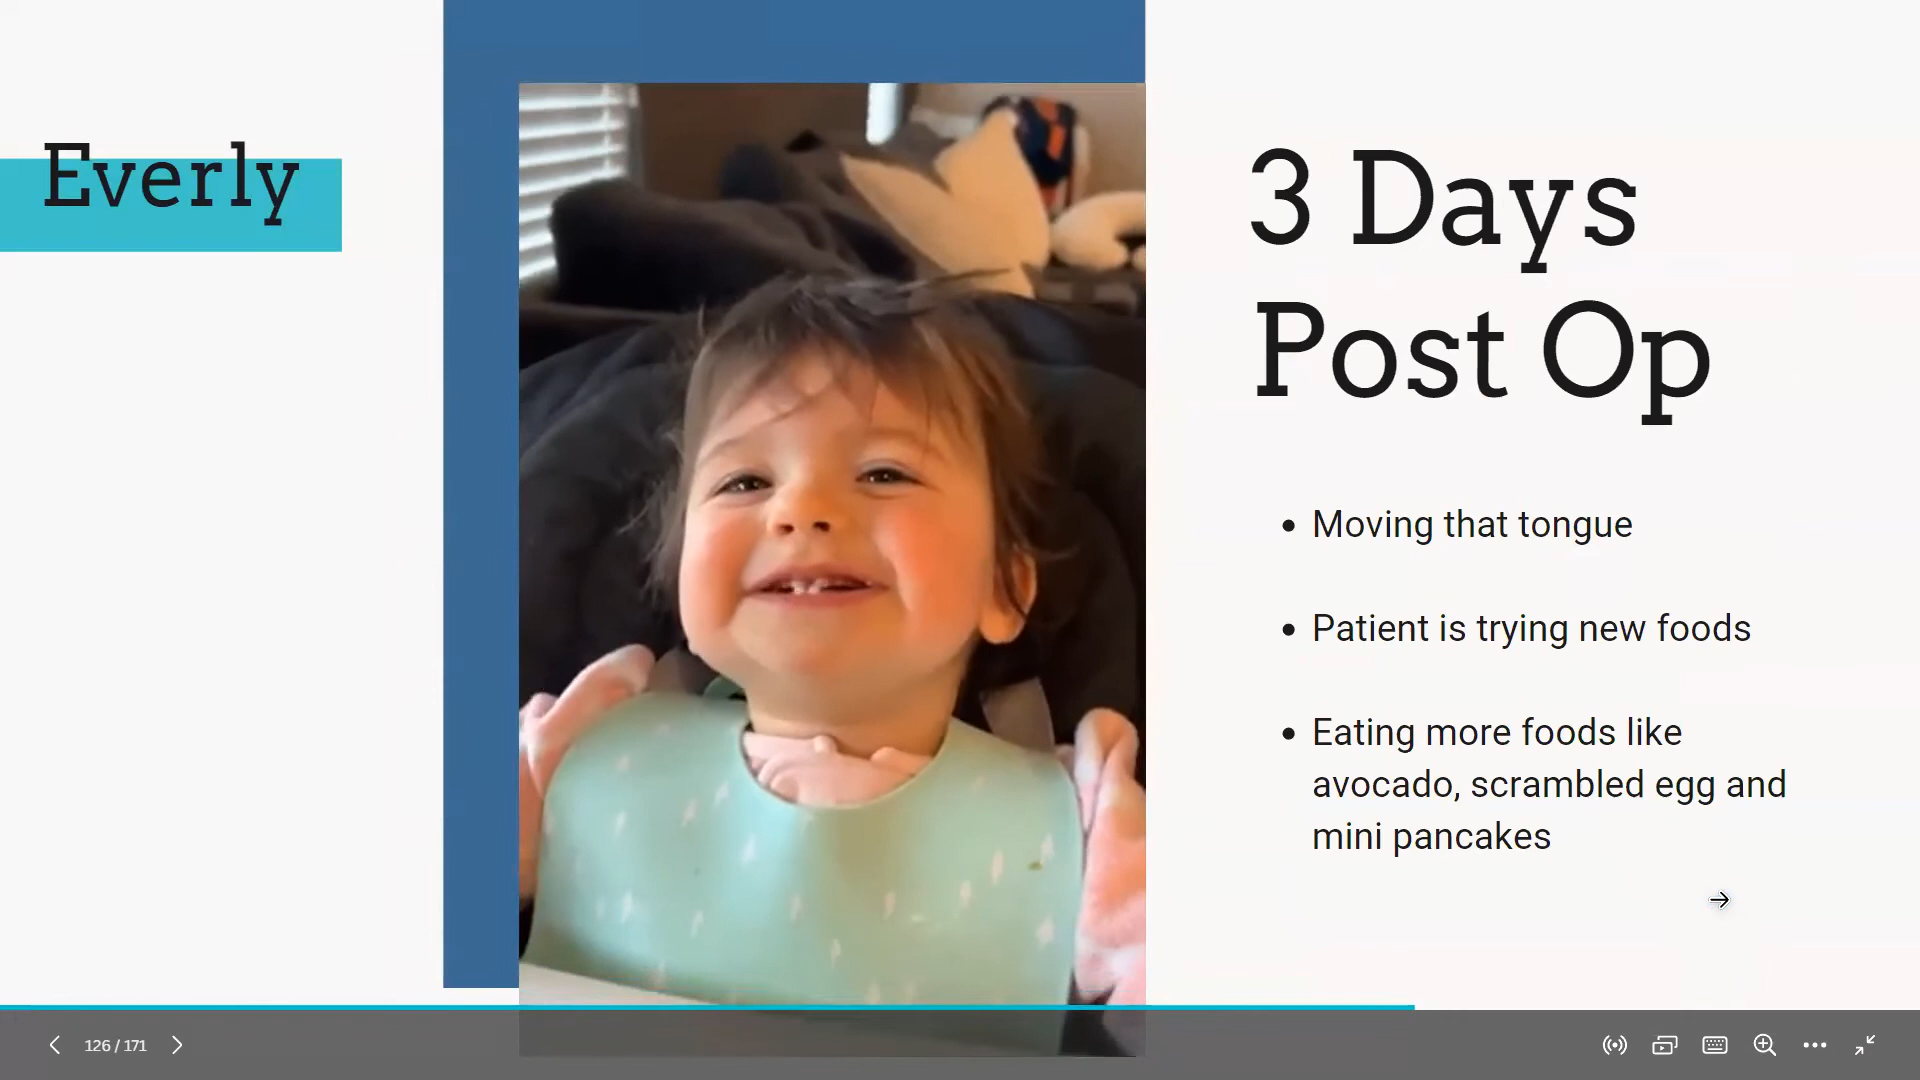 Everly
3 Days
Post Op
• Moving that tongue
• Patient is trying new foods
• Eating more foods like
avocado, scrambled egg and
mini pancakes
126 / 171